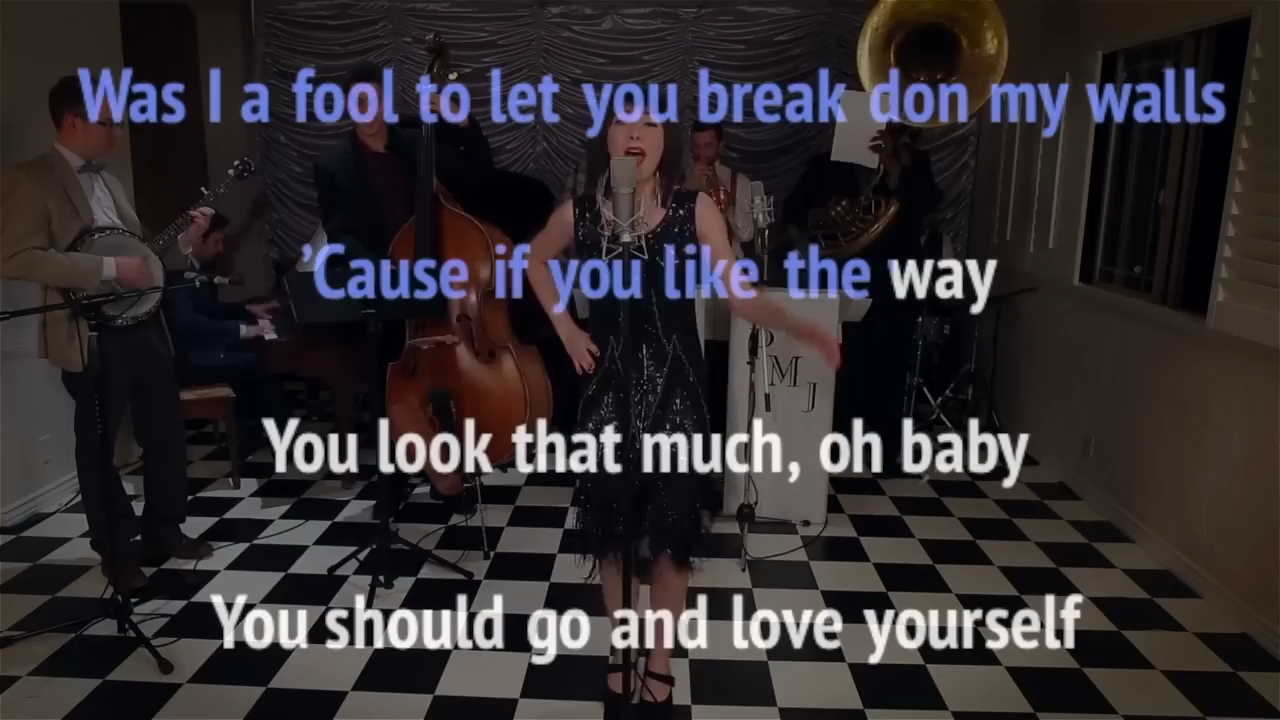 Was I a fool to let you break don my walls
'Cause if you like the way
You look that much, oh baby
You should go and love yourself
PMJ